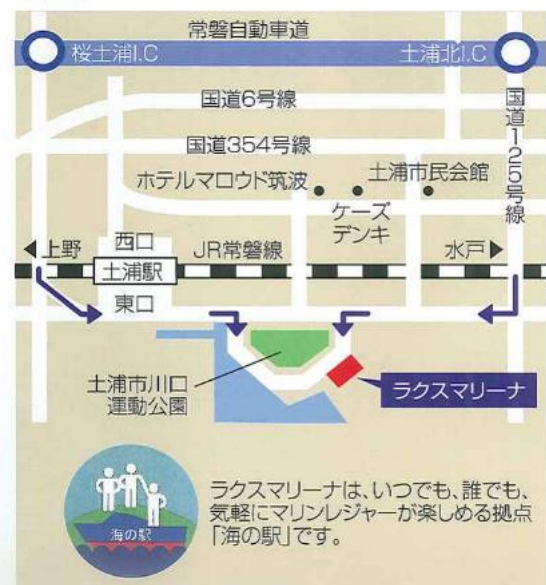 常磐自動車道
桜土浦I.C
土浦北I.C
国道6号線
国道125号線
国道354号線
ホテルマロウド筑波
土浦市民会館
ケーズ
デンキ
上野
西口
JR常磐線
水戸
土浦駅
東口
土浦市川口
運動公園
ラクスマリーナ
海の駅
ラクスマリーナは、いつでも、誰でも、
気軽にマリンレジャーが楽しめる拠点
「海の駅」です。